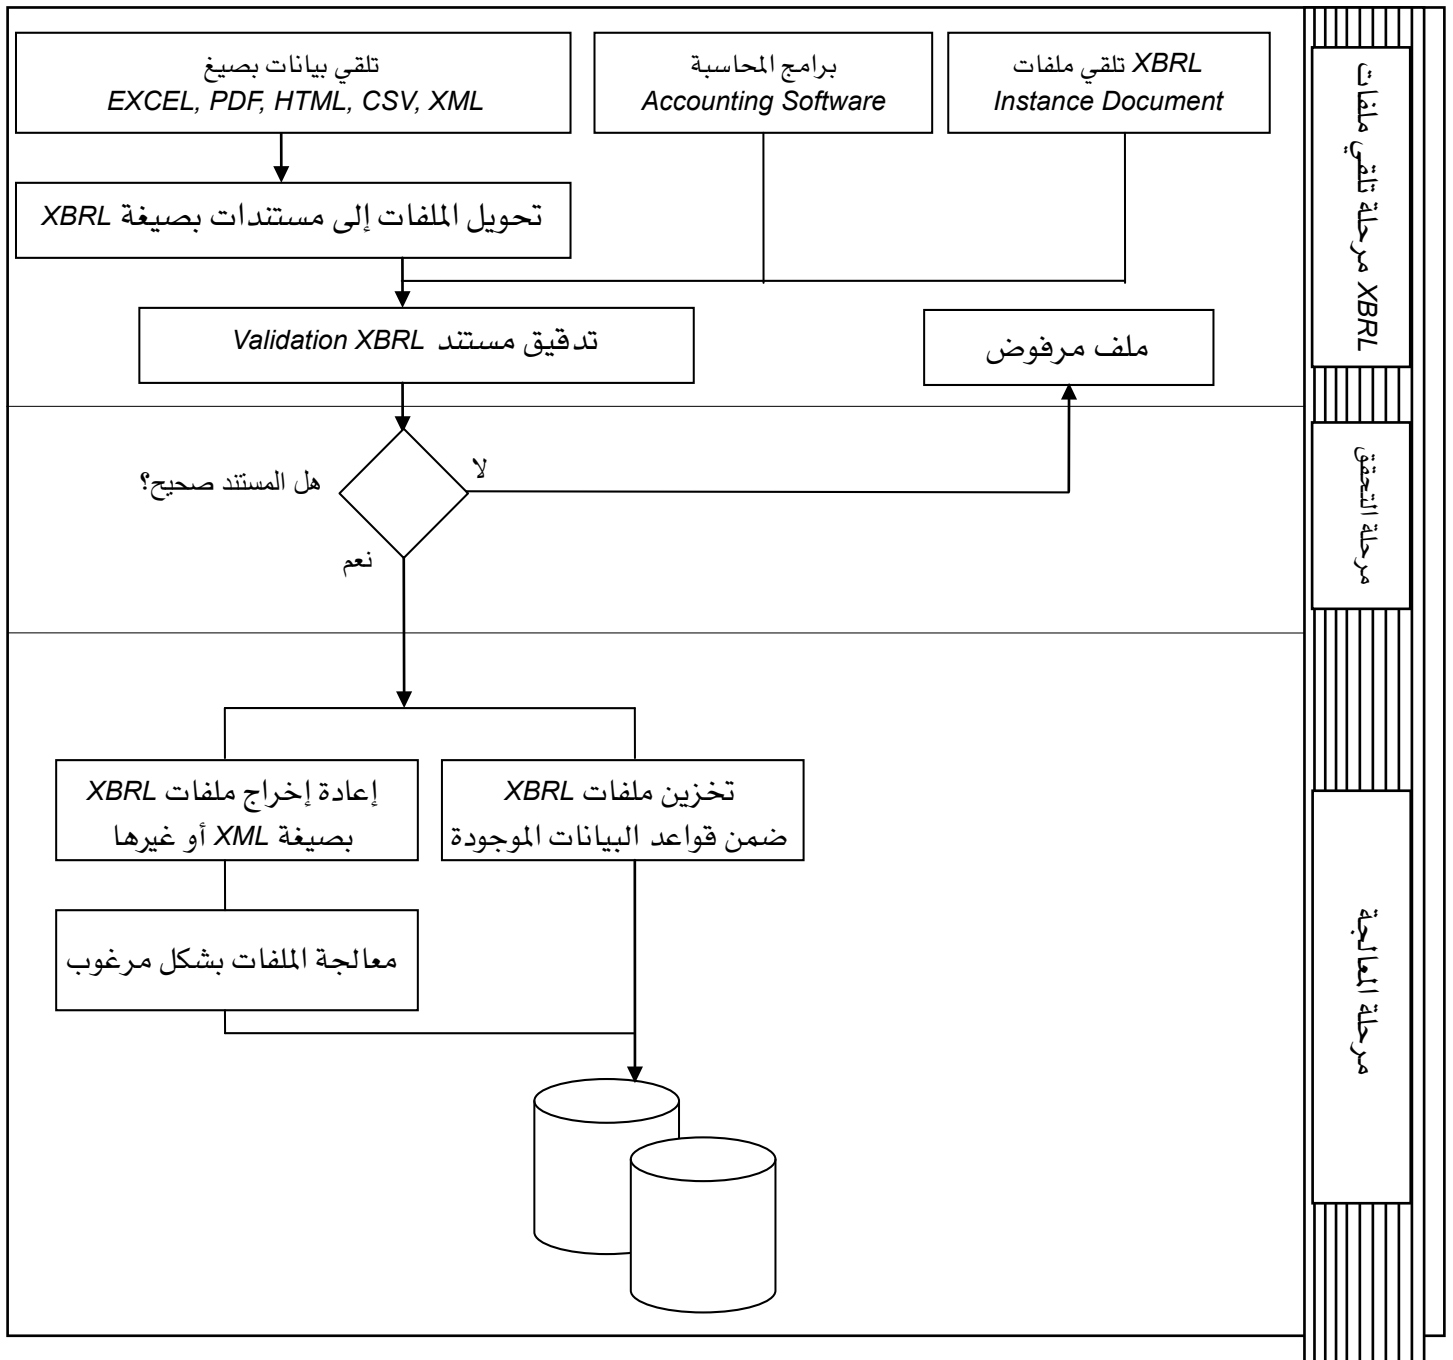 تلقي ملفات XBRL
Instance Document
برامج المحاسبة
Accounting Software
تلقي بيانات بصيغ
EXCEL, PDF, HTML, CSV, XML
مرحلة تلقي ملفات XBRL
تحويل الملفات إلى مستندات بصيغة XBRL
تدقيق مستند Validation XBRL
ملف مرفوض
مرحلة التحقق
هل المستند صحيح؟
لا
نعم
مرحلة المعالجة
تخزين ملفات XBRL
ضمن قواعد البيانات الموجودة
إعادة إخراج ملفات XBRL
بصيغة XML أو غيرها
معالجة الملفات بشكل مرغوب